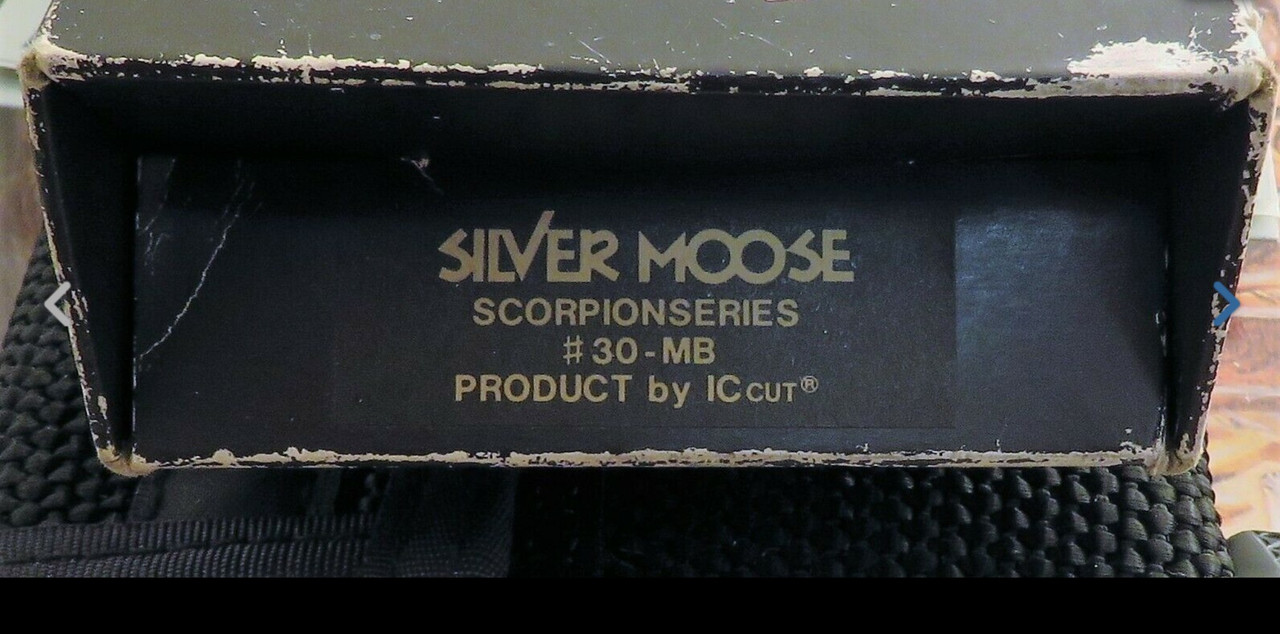 SILVER MOOSE
SCORPIONSERIES
# 30 - MB
PRODUCT by IC CUT®